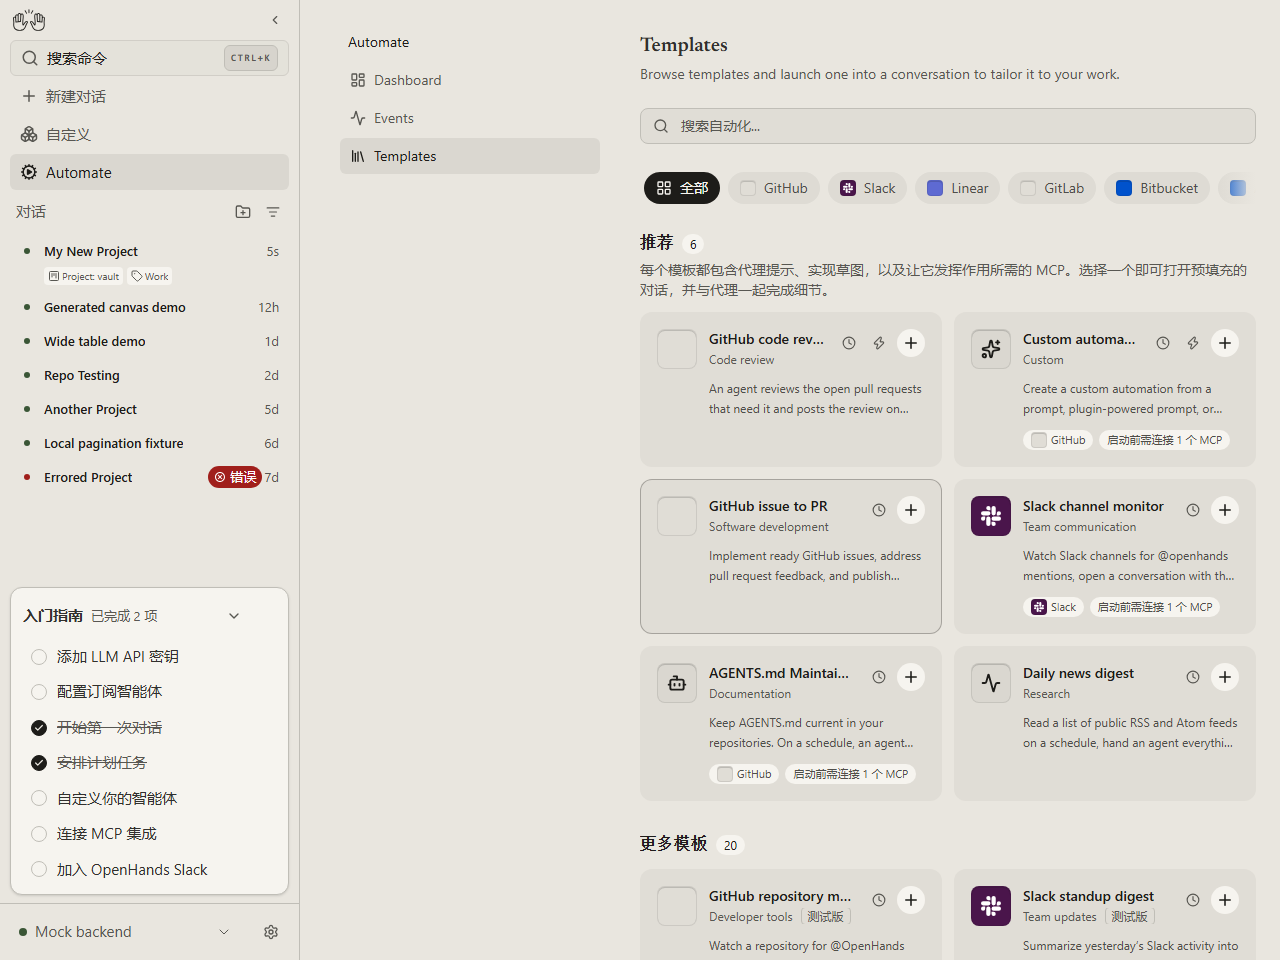 搜索命令
CTRL+K
新建对话
自定义
Automate
对话
My New Project
5s
Project: vault
Work
Generated canvas demo
12h
Wide table demo
1d
Repo Testing
2d
Another Project
5d
Local pagination fixture
6d
Errored Project
错误
7d
入门指南
已完成 2 项
添加 LLM API 密钥
配置订阅智能体
开始第一次对话
安排计划任务
自定义你的智能体
连接 MCP 集成
加入 OpenHands Slack
Mock backend
Automate
Dashboard
Events
Templates
Templates
Browse templates and launch one into a conversation to tailor it to your work.
搜索自动化...
全部
GitHub
Slack
Linear
GitLab
Bitbucket
推荐
6
每个模板都包含代理提示、实现草图，以及让它发挥作用所需的 MCP。选择一个即可打开预填充的
对话，并与代理一起完成细节。
GitHub code rev...
Code review
An agent reviews the open pull requests
that need it and posts the review on...
Custom automa...
Custom
Create a custom automation from a
prompt, plugin-powered prompt, or...
GitHub
启动前需连接 1 个 MCP
GitHub issue to PR
Software development
Implement ready GitHub issues, address
pull request feedback, and publish...
Slack channel monitor
Team communication
Watch Slack channels for @openhands
mentions, open a conversation with th...
Slack
启动前需连接 1 个 MCP
AGENTS.md Maintai...
Documentation
Keep AGENTS.md current in your
repositories. On a schedule, an agent...
GitHub
启动前需连接 1 个 MCP
Daily news digest
Research
Read a list of public RSS and Atom feeds
on a schedule, hand an agent everythi...
更多模板
20
GitHub repository m...
Developer tools
测试版
Watch a repository for @OpenHands
Slack standup digest
Team updates
测试版
Summarize yesterday's Slack activity into